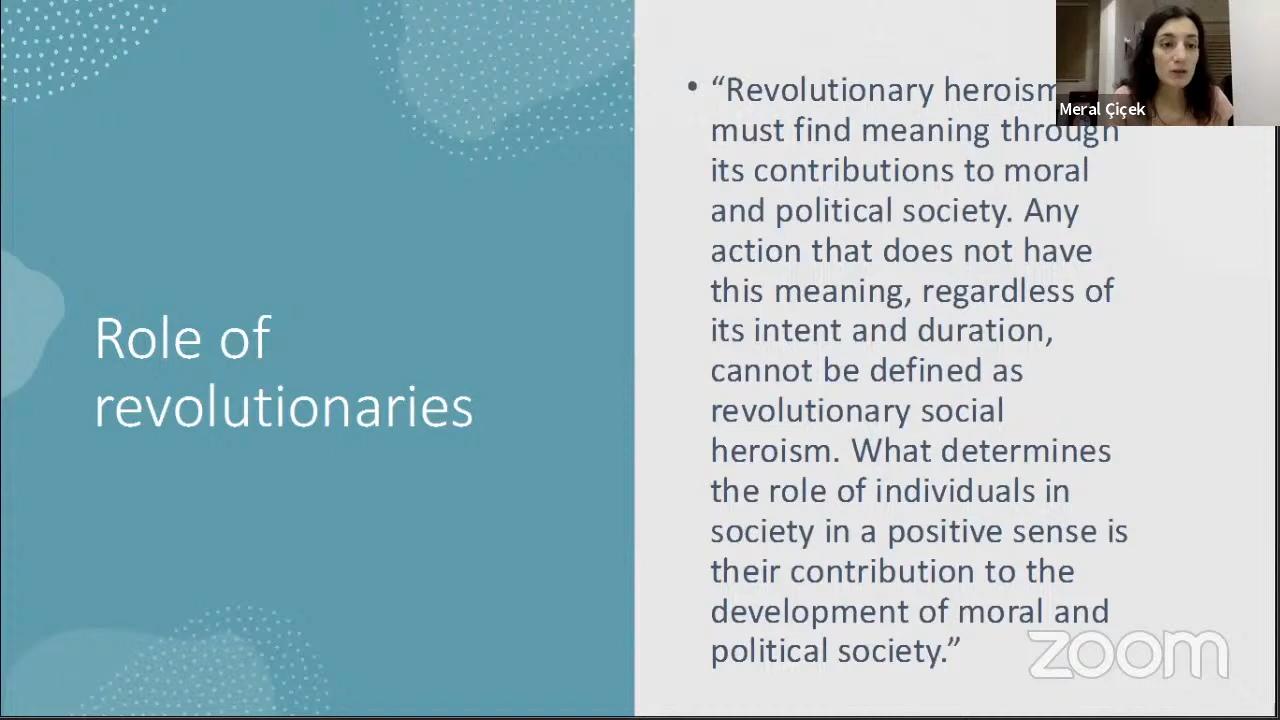 Role of
revolutionaries
• “Revolutionary heroism
must find meaning through
its contributions to moral
and political society. Any
action that does not have
this meaning, regardless of
its intent and duration,
cannot be defined as
revolutionary social
heroism. What determines
the role of individuals in
society in a positive sense is
their contribution to the
development of moral and
political society.”
Meral Çiçek
zoom